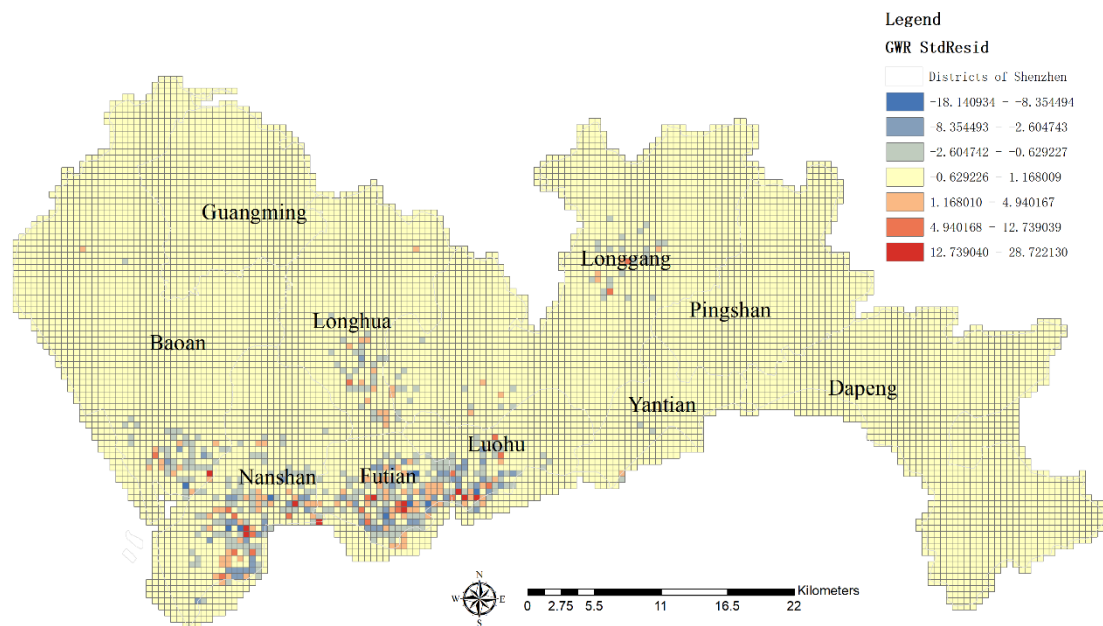 Legend
GWR StdResid
Districts of Shenzhen
-18.140934 - -8.354494
-8.354493 - -2.604743
-2.604742 - -0.629227
-0.629226 - 1.168009
1.168010 - 4.940167
4.940168 - 12.739039
12.739040 - 28.722130
Guangming
Longgang
Longhua
Pingshan
Baoan
Dapeng
Yantian
Luohu
Nanshan
Futian
N
W E
S
Kilometers
0 2.75 5.5 11 16.5 22